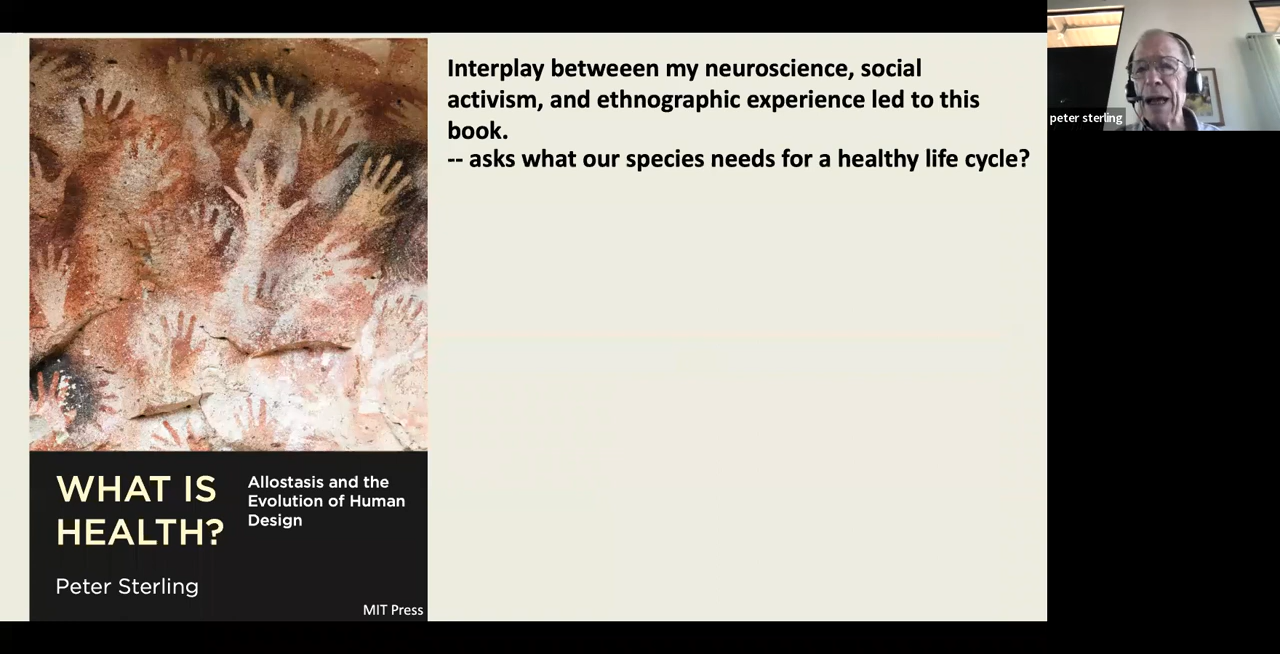 Interplay betweeen my neuroscience, social
activism, and ethnographic experience led to this
book.
-- asks what our species needs for a healthy life cycle?
peter sterling
WHAT IS
HEALTH?
Allostasis and the
Evolution of Human
Design
Peter Sterling
MIT Press